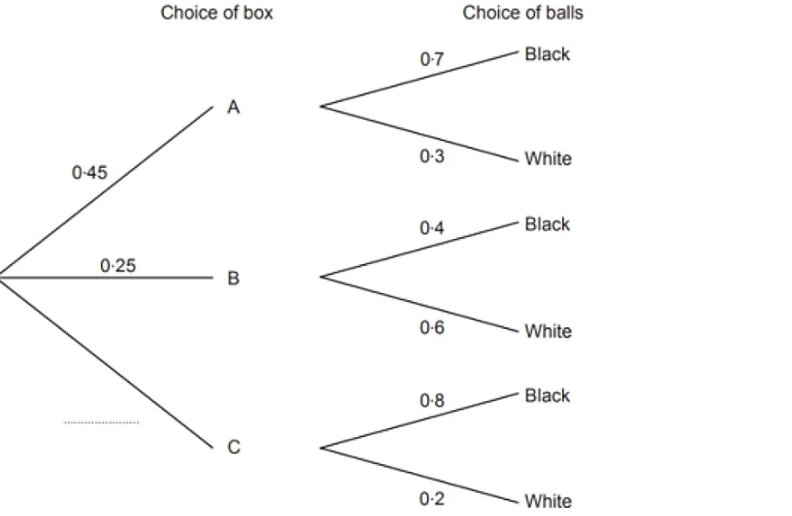 Choice of box
Choice of balls
0·7
Black
A
0·3
White
0·45
0·4
Black
0·25
B
0·6
White
0·8
Black
C
0·2
White